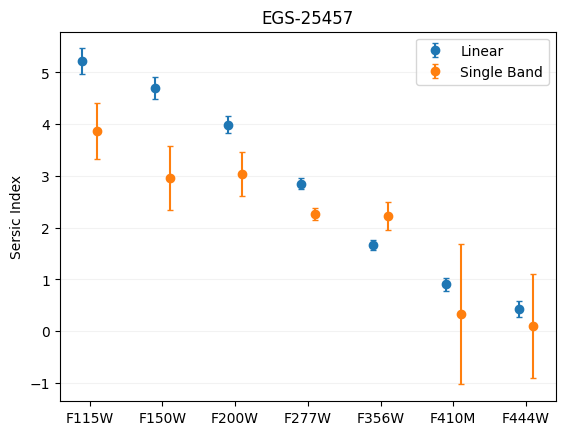 EGS-25457
Linear
Single Band
Sersic Index
5
4
3
2
1
0
−1
F115W F150W F200W F277W F356W F410M F444W